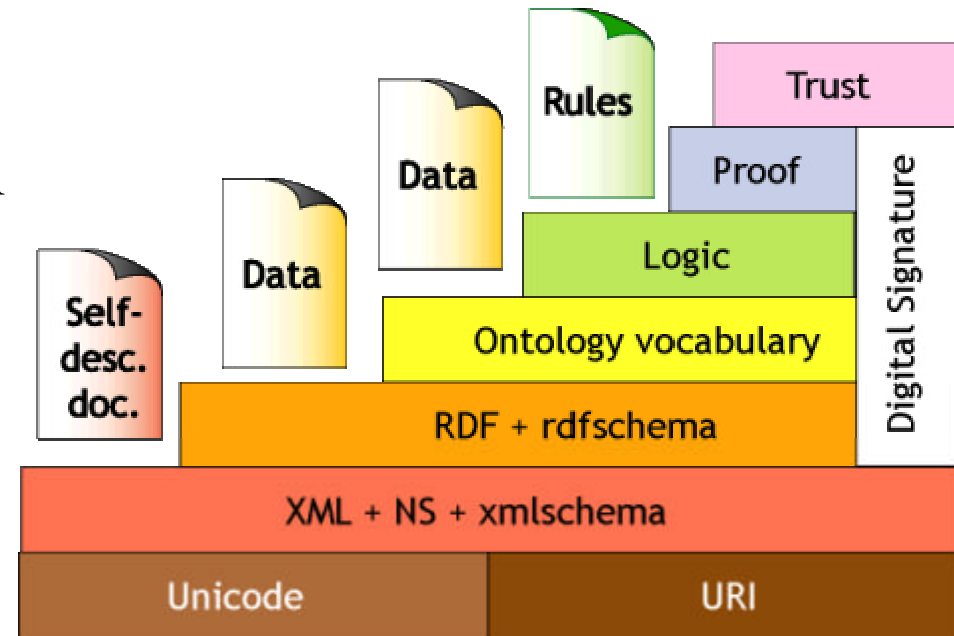 Rules
Trust
Data
Proof
Data
Logic
Digital Signature
Self-
desc.
doc.
Ontology vocabulary
RDF + rdfschema
XML + NS + xmlschema
Unicode
URI